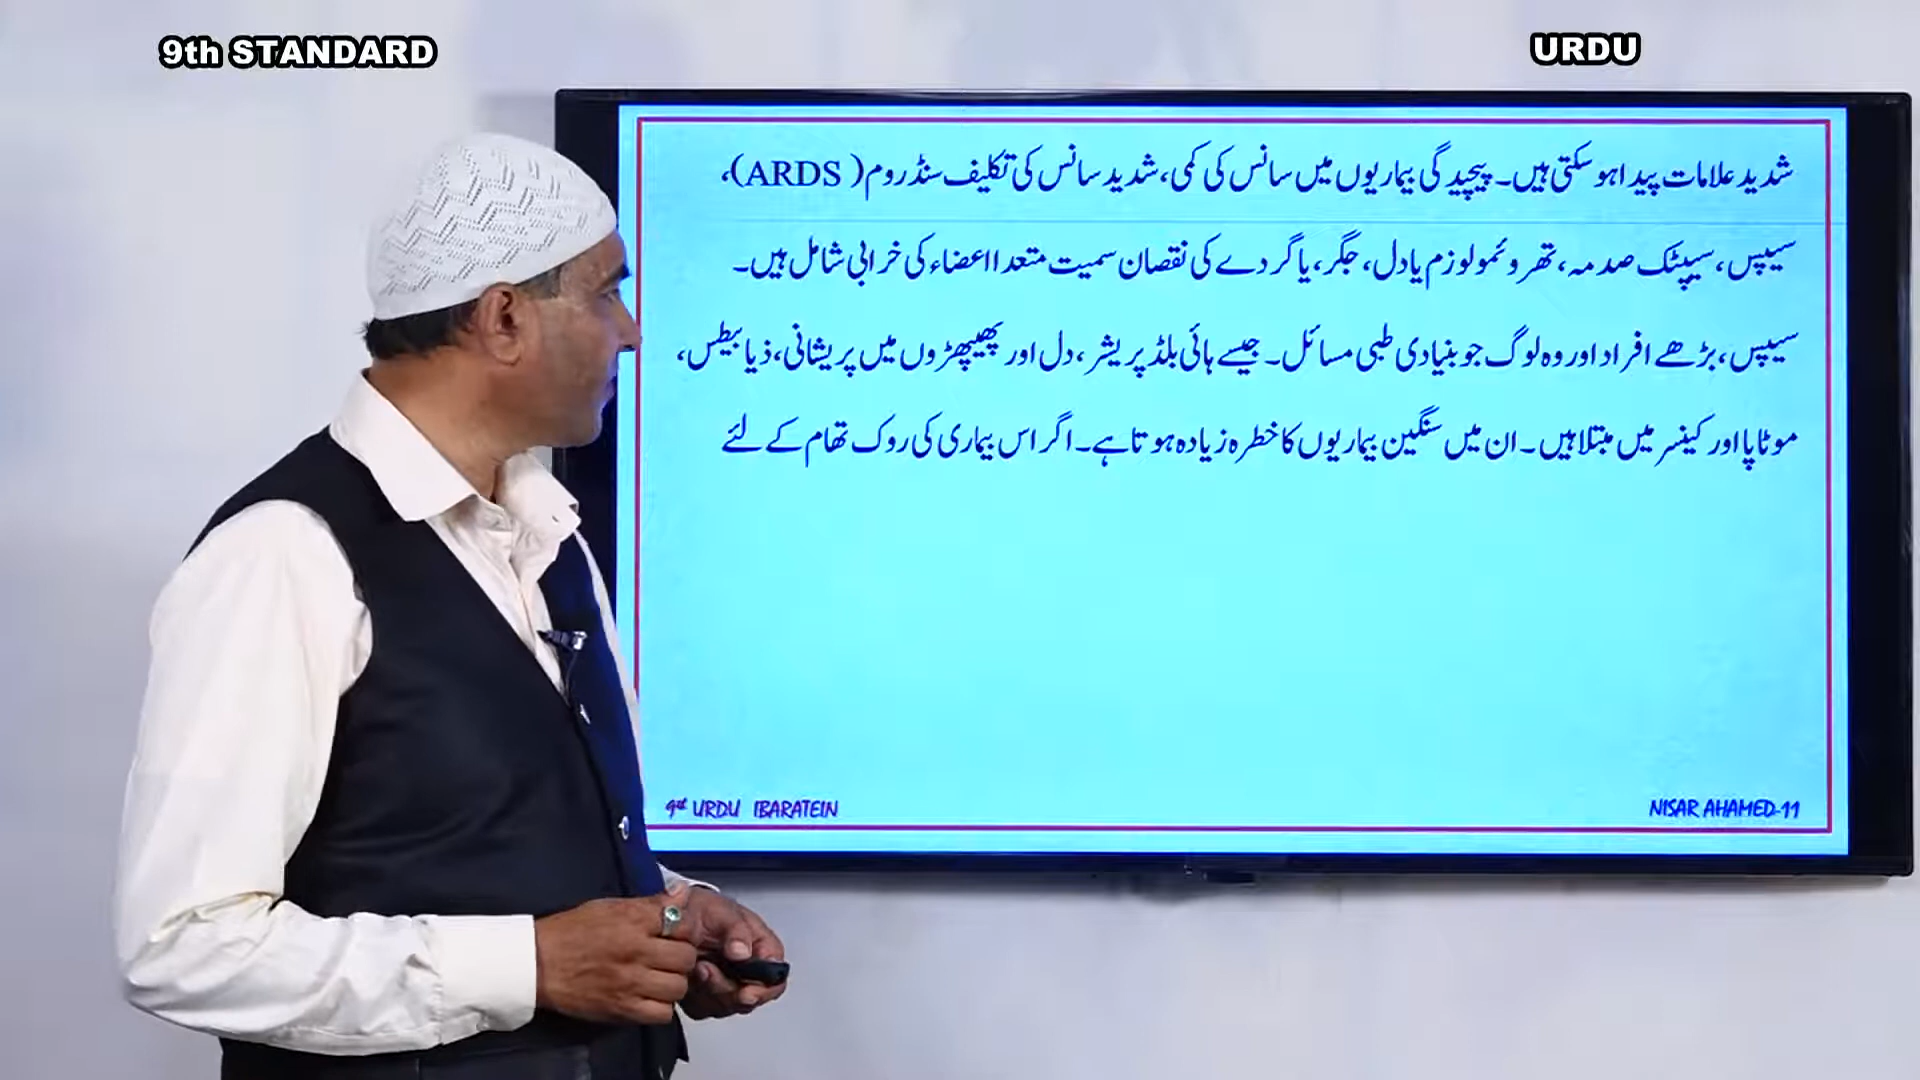 9th STANDARD
URDU
شدید علامات پیدا ہو سکتی ہیں۔ پیچیدگی بیماریوں میں سانس کی کمی، شدید سانس کی تکلیف سنڈروم (ARDS)،
سیپس، سیپٹک صدمہ، تھروئمولوزم یا دل، جگر، یا گردے کی نقصان سمیت متعدا اعضاء کی خرابی شامل ہیں۔
سیپس، بڑھے افراد اور وہ لوگ جو بنیادی طبی مسائل۔ جیسے ہائی بلڈ پریشر، دل اور پھیپھڑوں میں پریشانی، ذیابیطس،
موٹاپا اور کینسر میں مبتلا ہیں۔ ان میں سنگین بیماریوں کا خطرہ زیادہ ہوتا ہے۔ اگر اس بیماری کی روک تھام کے لئے
9th URDU IBARATEIN
NISAR AHAMED-11